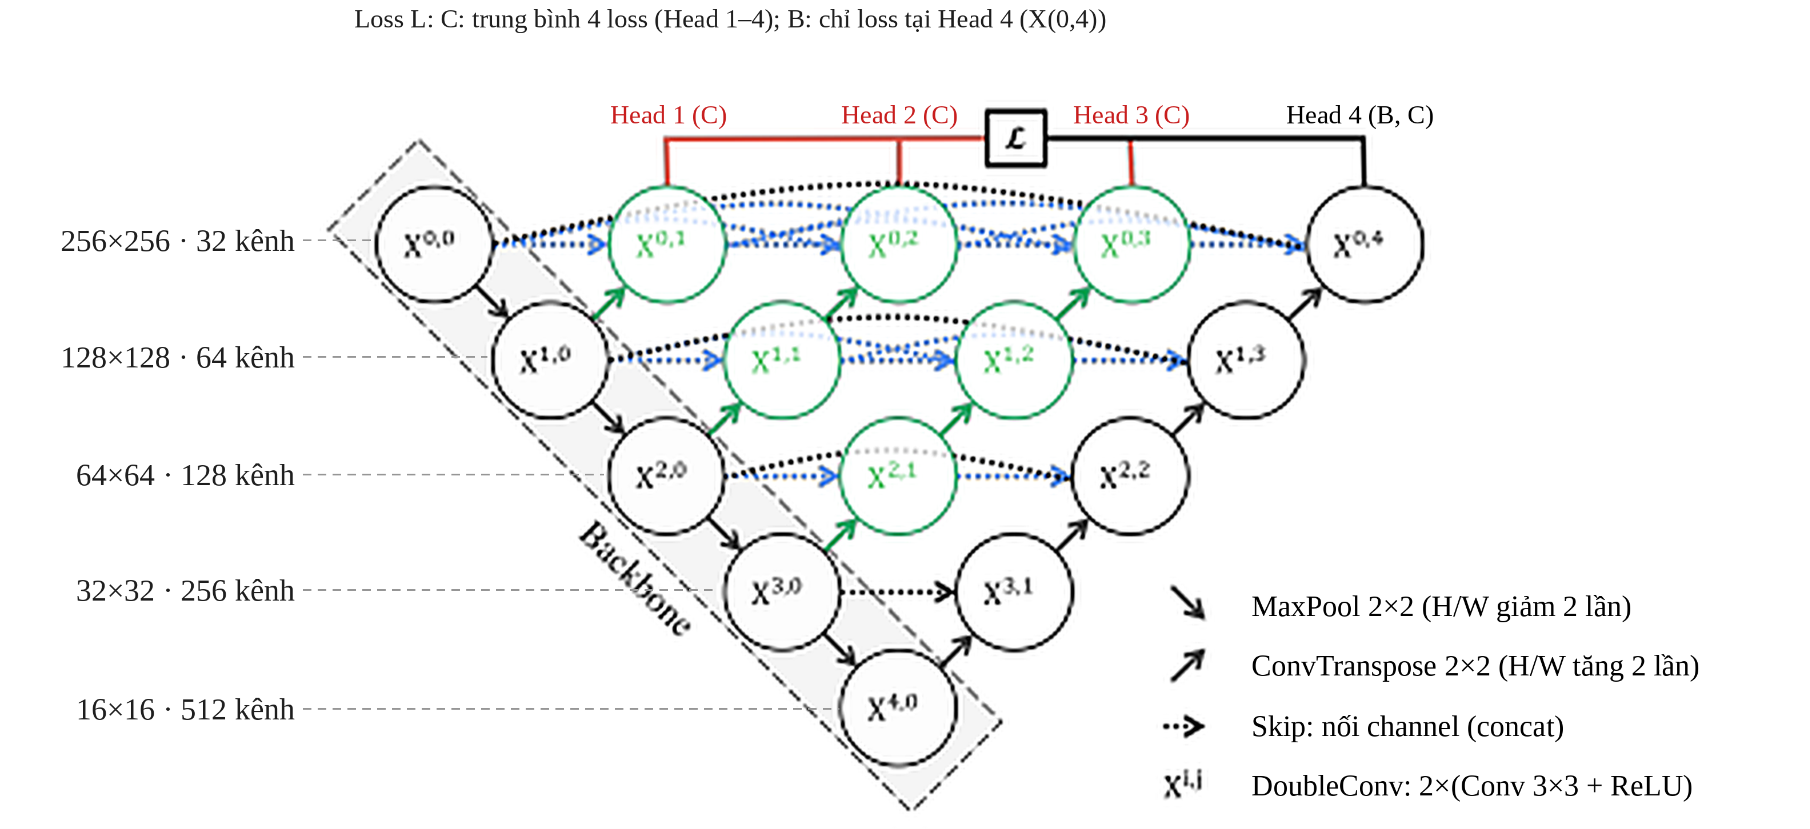 Loss L: C: trung bình 4 loss (Head 1–4); B: chỉ loss tại Head 4 (X(0,4))
Head 1 (C) Head 2 (C) Head 3 (C) Head 4 (B, C)
ℒ
256×256 · 32 kênh X⁰,⁰ X⁰,¹ X⁰,² X⁰,³ X⁰,⁴
128×128 · 64 kênh X¹,⁰ X¹,¹ X¹,² X¹,³
64×64 · 128 kênh X²,⁰ X²,¹ X²,²
Backbone
32×32 · 256 kênh X³,⁰ X³,¹
16×16 · 512 kênh X⁴,⁰
MaxPool 2×2 (H/W giảm 2 lần)
ConvTranspose 2×2 (H/W tăng 2 lần)
Skip: nối channel (concat)
Xⁱ,ʲ DoubleConv: 2×(Conv 3×3 + ReLU)